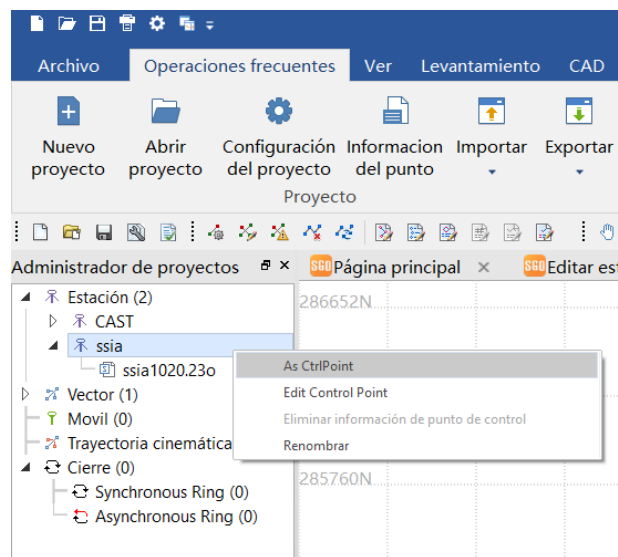 Archivo Operaciones frecuentes Ver Levantamiento CAD
Nuevo proyecto
Abrir proyecto
Configuración del proyecto
Informacion del punto
Importar
Exportar
Proyecto
Administrador de proyectos
SGO Página principal
SGO Editar est
Estación (2)
CAST
ssia
ssia1020.23o
Vector (1)
Movil (0)
Trayectoria cinemática
Cierre (0)
Synchronous Ring (0)
Asynchronous Ring (0)
As CtrlPoint
Edit Control Point
Eliminar información de punto de control
Renombrar
286652N
285760N